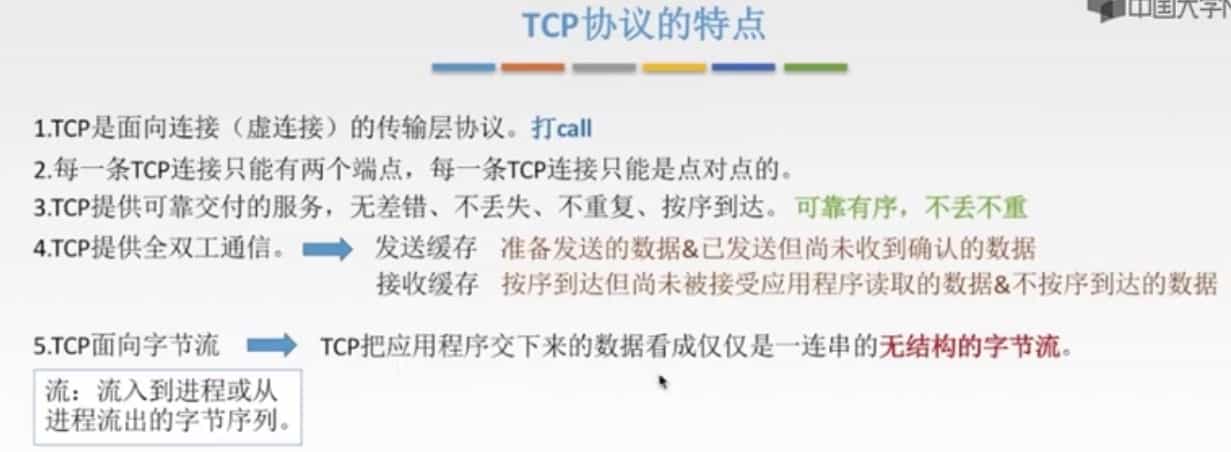 中国大学
TCP协议的特点
1.TCP是面向连接（虚连接）的传输层协议。打call
2.每一条TCP连接只能有两个端点，每一条TCP连接只能是点对点的。
3.TCP提供可靠交付的服务，无差错、不丢失、不重复、按序到达。可靠有序，不丢不重
4.TCP提供全双工通信。 发送缓存 准备发送的数据&已发送但尚未收到确认的数据
接收缓存 按序到达但尚未被接受应用程序读取的数据&不按序到达的数据
5.TCP面向字节流 TCP把应用程序交下来的数据看成仅仅是一连串的无结构的字节流。
流：流入到进程或从
进程流出的字节序列。